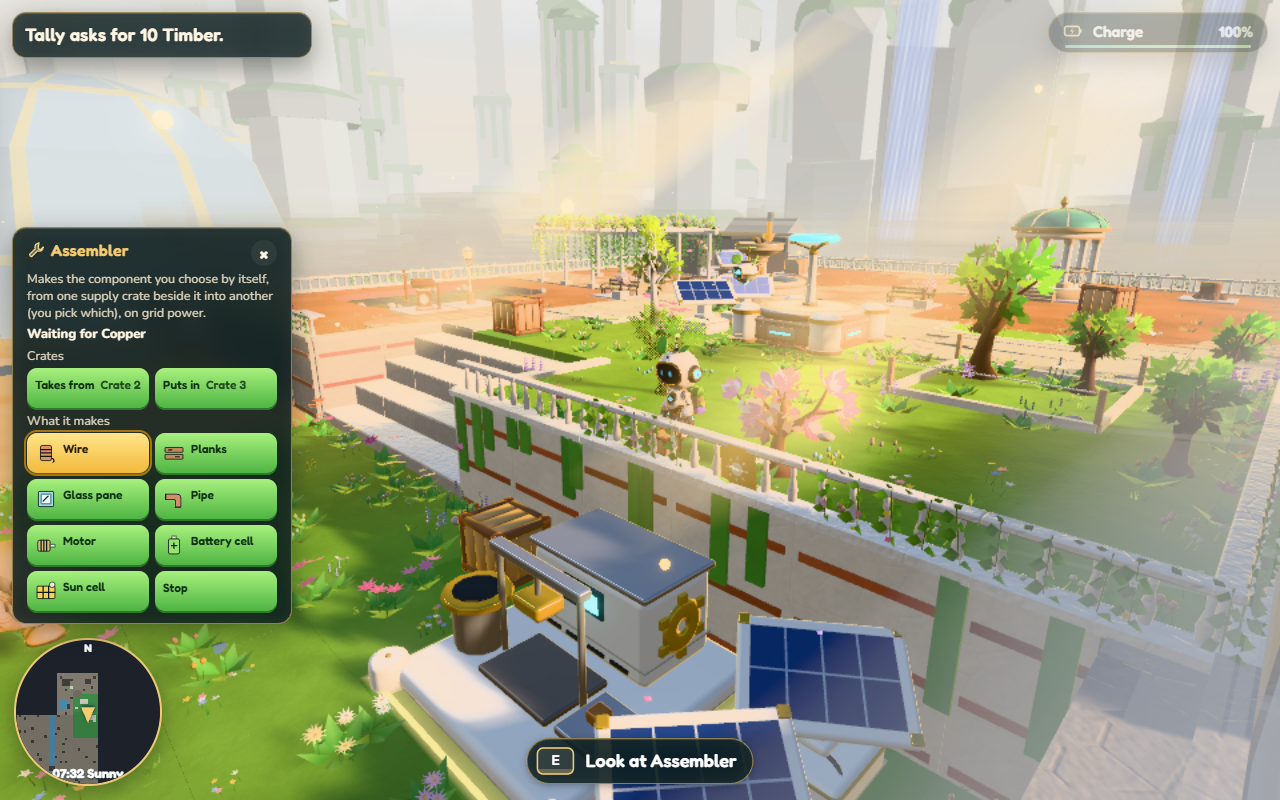 Tally asks for 10 Timber.
Charge 100%
Assembler
Makes the component you choose by itself,
from one supply crate beside it into another
(you pick which), on grid power.
Waiting for Copper
Crates
Takes from Crate 2
Puts in Crate 3
What it makes
Wire
Planks
Glass pane
Pipe
Motor
Battery cell
Sun cell
Stop
N
07:32 Sunny
E Look at Assembler